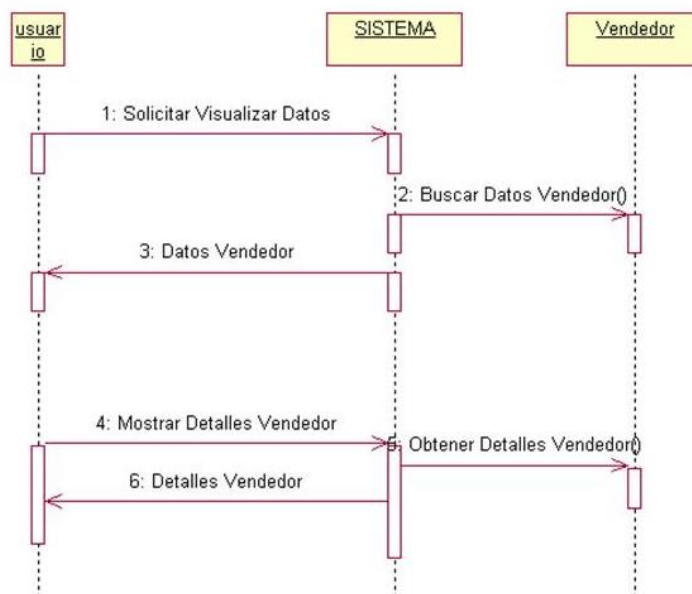 usuar
io
SISTEMA
Vendedor
1: Solicitar Visualizar Datos
2: Buscar Datos Vendedor()
3: Datos Vendedor
4: Mostrar Detalles Vendedor
5: Obtener Detalles Vendedor()
6: Detalles Vendedor